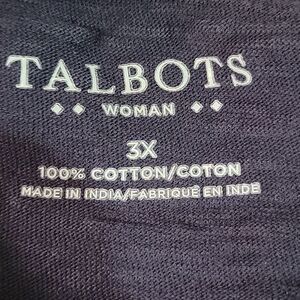 TALBOTS
WOMAN
3X
100% COTTON/COTON
MADE IN INDIA/FABRIQUÉ EN INDE